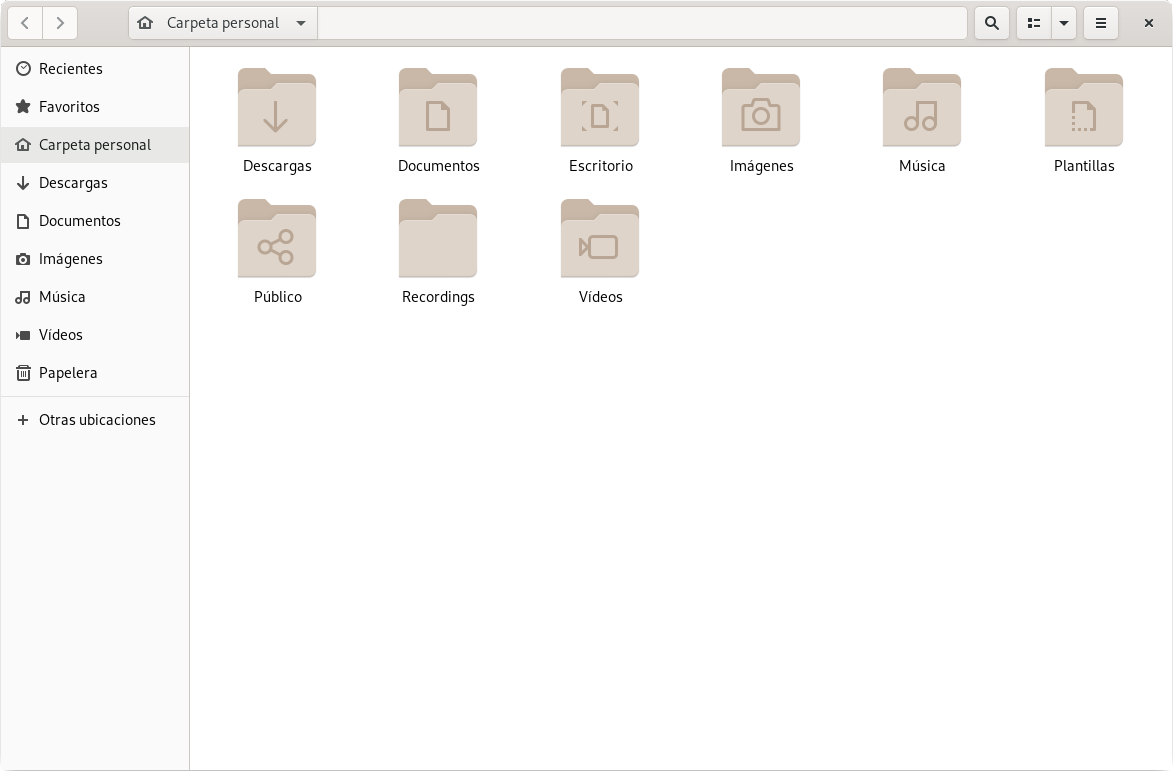 Carpeta personal
Recientes
Favoritos
Carpeta personal
Descargas
Documentos
Imágenes
Música
Vídeos
Papelera
Otras ubicaciones
Descargas
Documentos
Escritorio
Imágenes
Música
Plantillas
Público
Recordings
Vídeos